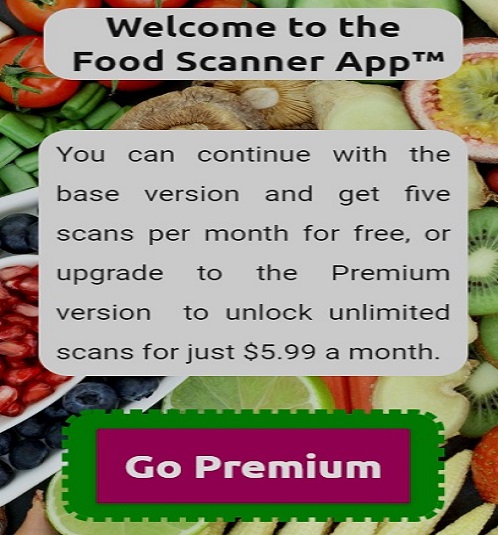 Welcome to the
Food Scanner App™
You can continue with the
base version and get five
scans per month for free, or
upgrade to the Premium
version to unlock unlimited
scans for just $5.99 a month.
Go Premium